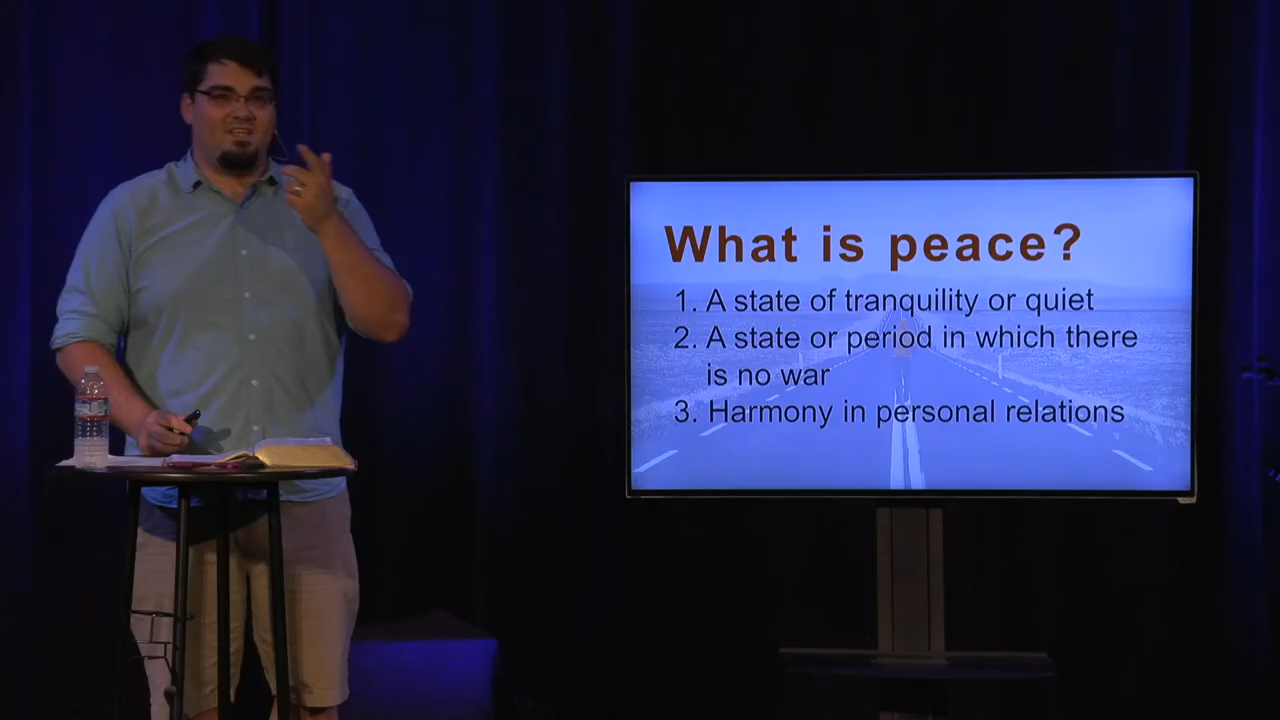 What is peace?
1. A state of tranquility or quiet
2. A state or period in which there
is no war
3. Harmony in personal relations